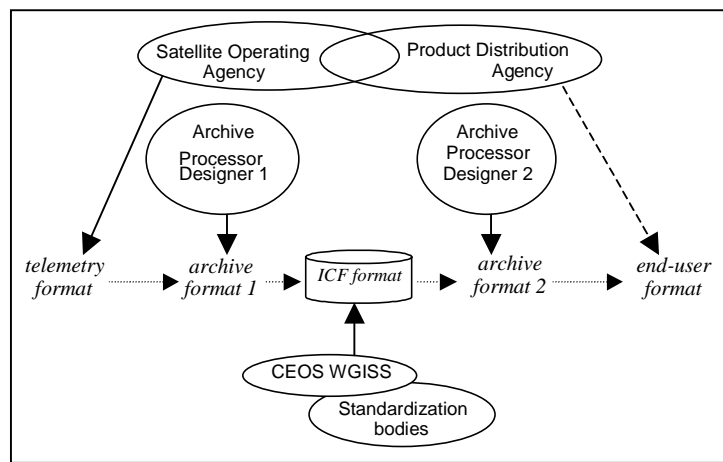 Satellite Operating
Agency
Product Distribution
Agency
Archive
Processor
Designer 1
Archive
Processor
Designer 2
telemetry
format
archive
format 1
ICF format
archive
format 2
end-user
format
CEOS WGISS
Standardization
bodies